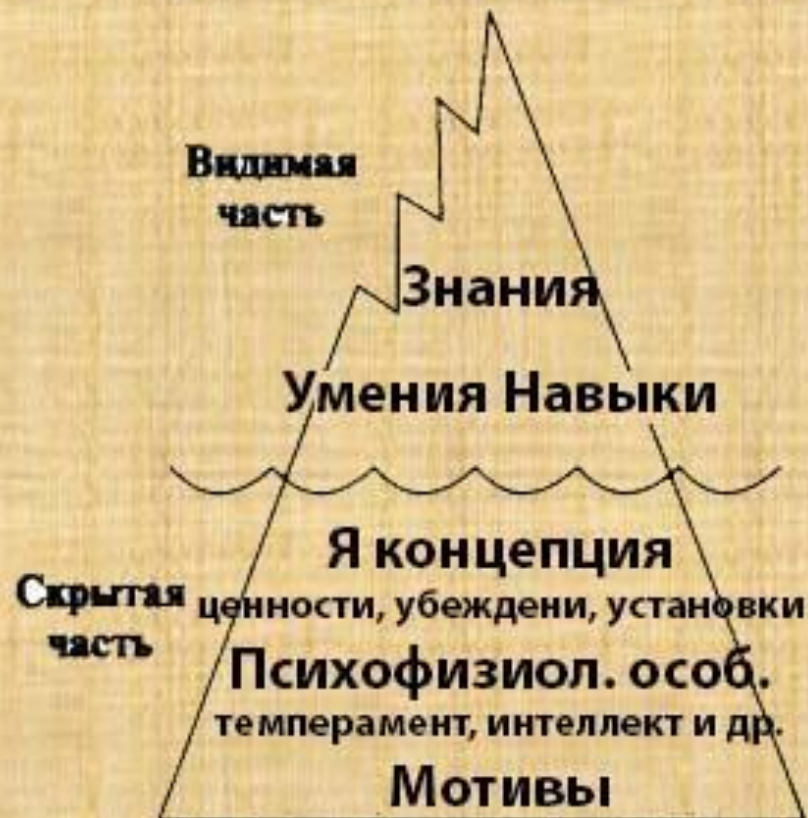 Видимая
часть
Знания
Умения Навыки
Я концепция
Скрытая
часть
ценности, убеждени, установки
Психофизиол. особ.
темперамент, интеллект и др.
Мотивы